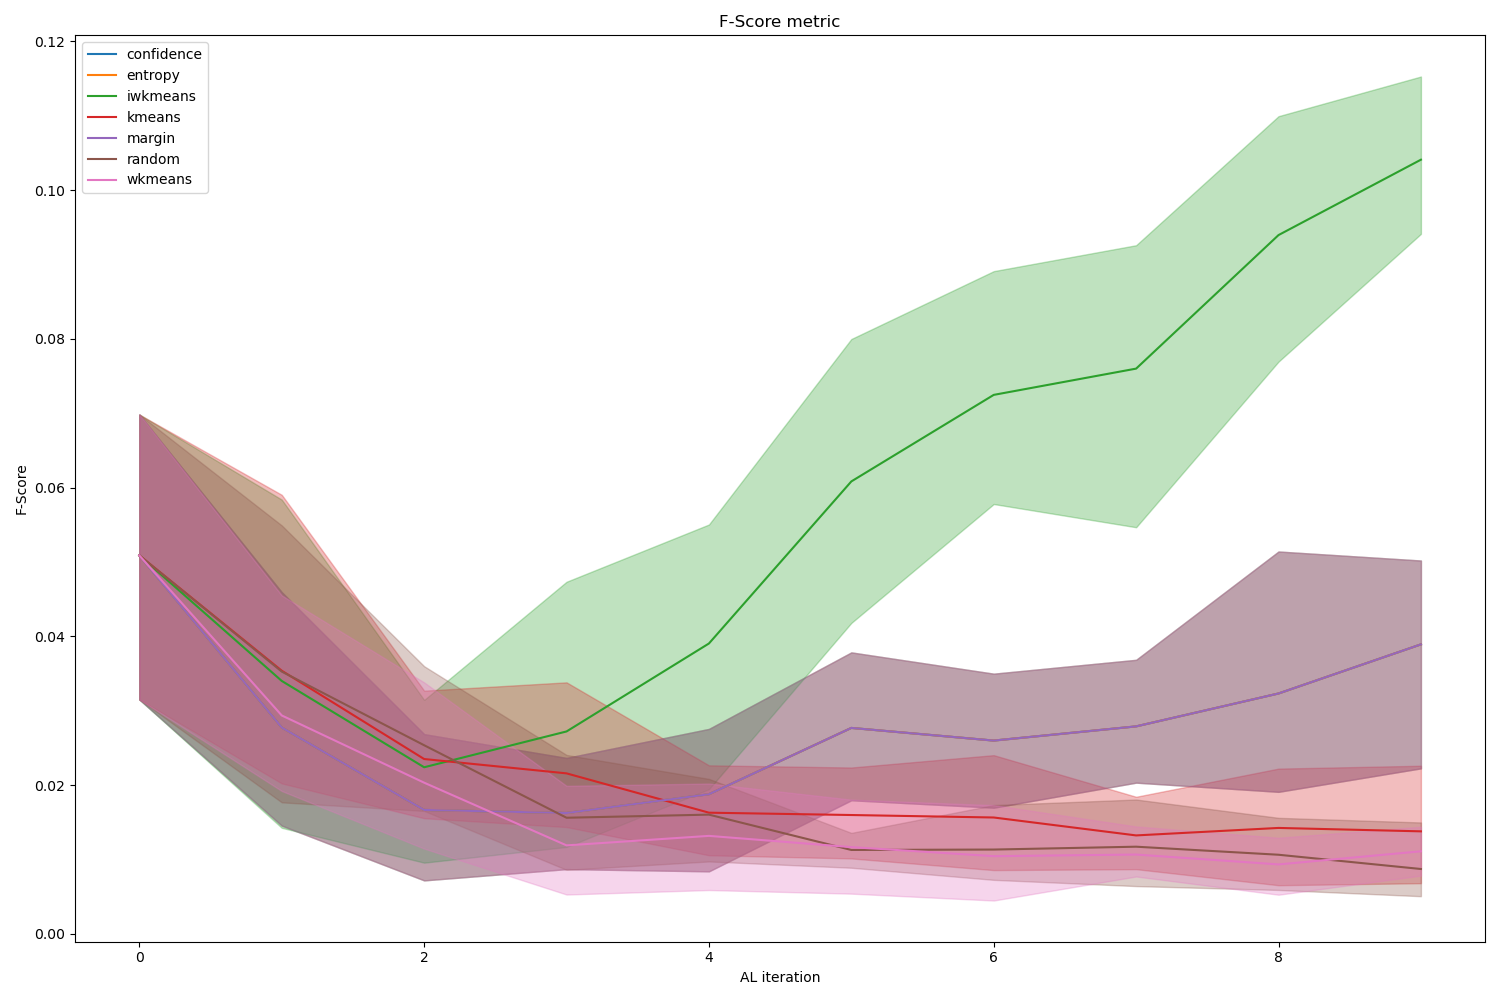 F-Score metric
confidence
entropy
iwkmeans
kmeans
margin
random
wkmeans
0.12
0.10
0.08
0.06
0.04
0.02
0.00
F-Score
0 2 4 6 8
AL iteration